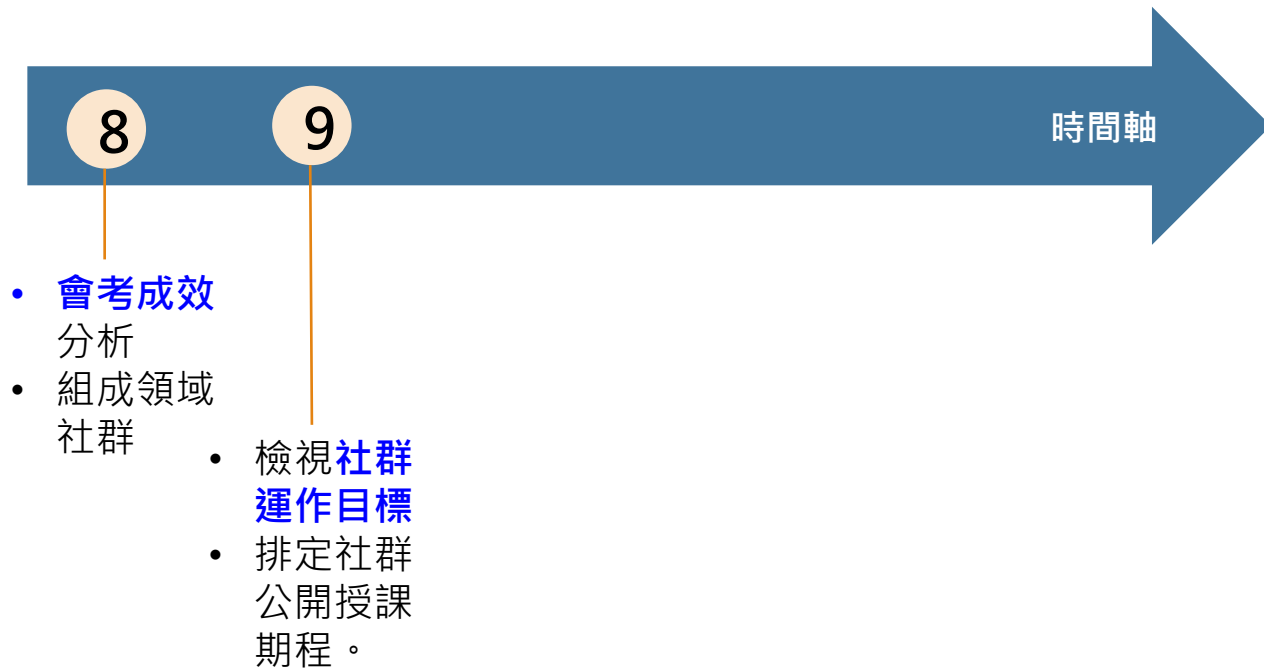 8
9
時間軸
• 會考成效
分析
• 組成領域
社群
• 檢視社群
運作目標
• 排定社群
公開授課
期程。